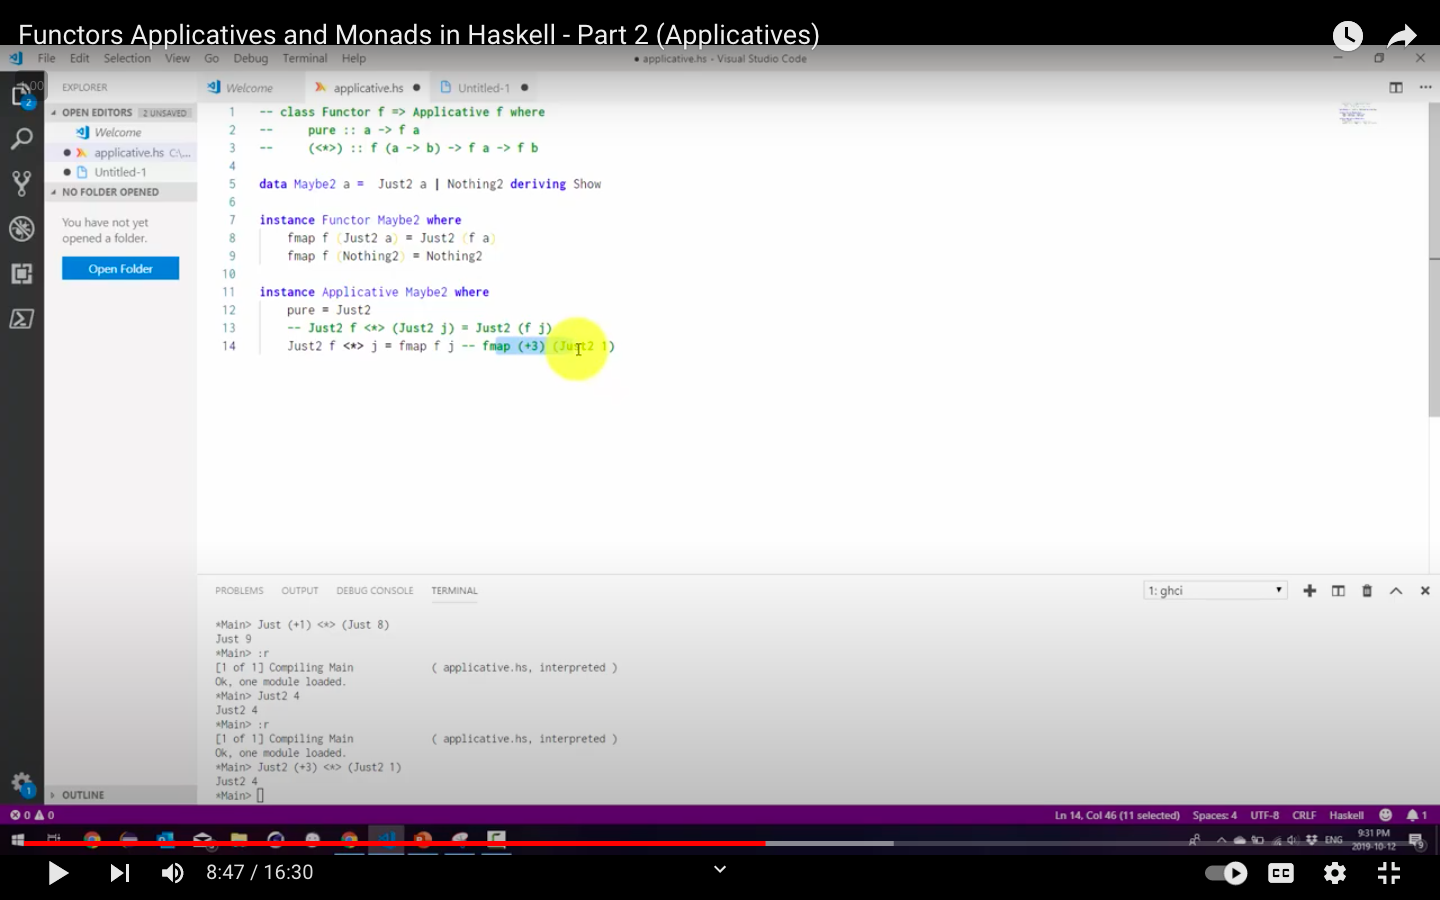 Functors Applicatives and Monads in Haskell - Part 2 (Applicatives)
File Edit Selection View Go Debug Terminal Help
● applicative.hs - Visual Studio Code
EXPLORER
Welcome applicative.hs ● Untitled-1 ●
OPEN EDITORS 2 UNSAVED
Welcome
● applicative.hs C:\...
● Untitled-1
NO FOLDER OPENED
You have not yet
opened a folder.
Open Folder
OUTLINE
1 -- class Functor f => Applicative f where
2 --     pure :: a -> f a
3 --     (<*>) :: f (a -> b) -> f a -> f b
4
5 data Maybe2 a =  Just2 a | Nothing2 deriving Show
6
7 instance Functor Maybe2 where
8     fmap f (Just2 a) = Just2 (f a)
9     fmap f (Nothing2) = Nothing2
10
11 instance Applicative Maybe2 where
12     pure = Just2
13     -- Just2 f <*> (Just2 j) = Just2 (f j)
14     Just2 f <*> j = fmap f j -- fmap (+3) (Just2 1)
PROBLEMS OUTPUT DEBUG CONSOLE TERMINAL
1: ghci
*Main> Just (+1) <*> (Just 8)
Just 9
*Main> :r
[1 of 1] Compiling Main ( applicative.hs, interpreted )
Ok, one module loaded.
*Main> Just2 4
Just2 4
*Main> :r
[1 of 1] Compiling Main ( applicative.hs, interpreted )
Ok, one module loaded.
*Main> Just2 (+3) <*> (Just2 1)
Just2 4
*Main>
0 0
Ln 14, Col 46 (11 selected) Spaces: 4 UTF-8 CRLF Haskell 1
ENG
9:31 PM
2019-10-12
8:47 / 16:30
CC